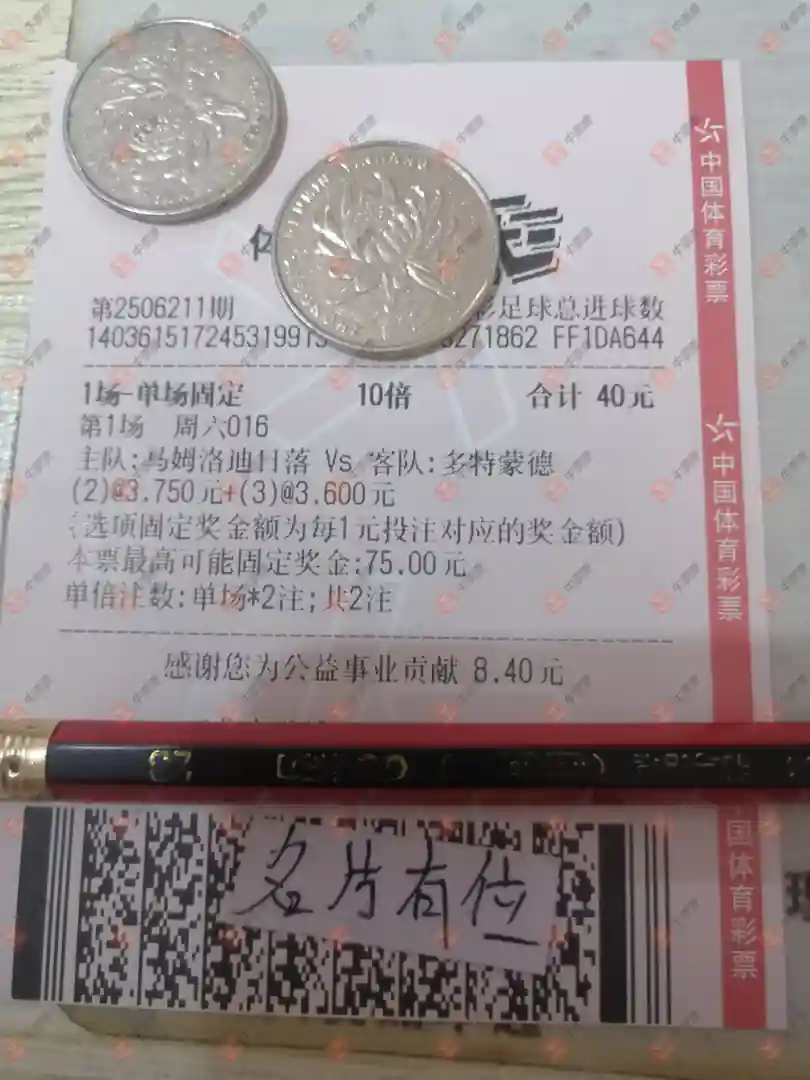 第2506211期
彩足球总进球数
14036151724531991
271862 FF1DA644
1场-单场固定 10倍 合计 40元
第1场 周六016
主队:马姆洛迪日落 Vs 客队:多特蒙德
(2)@3.750元+(3)@3.600元
(选项固定奖金额为每1元投注对应的奖金额)
本票最高可能固定奖金:75.00元
单倍注数:单场*2注;共2注
感谢您为公益事业贡献 8.40元
名片有位
中国体育彩票
中国体育彩票
国体育彩票